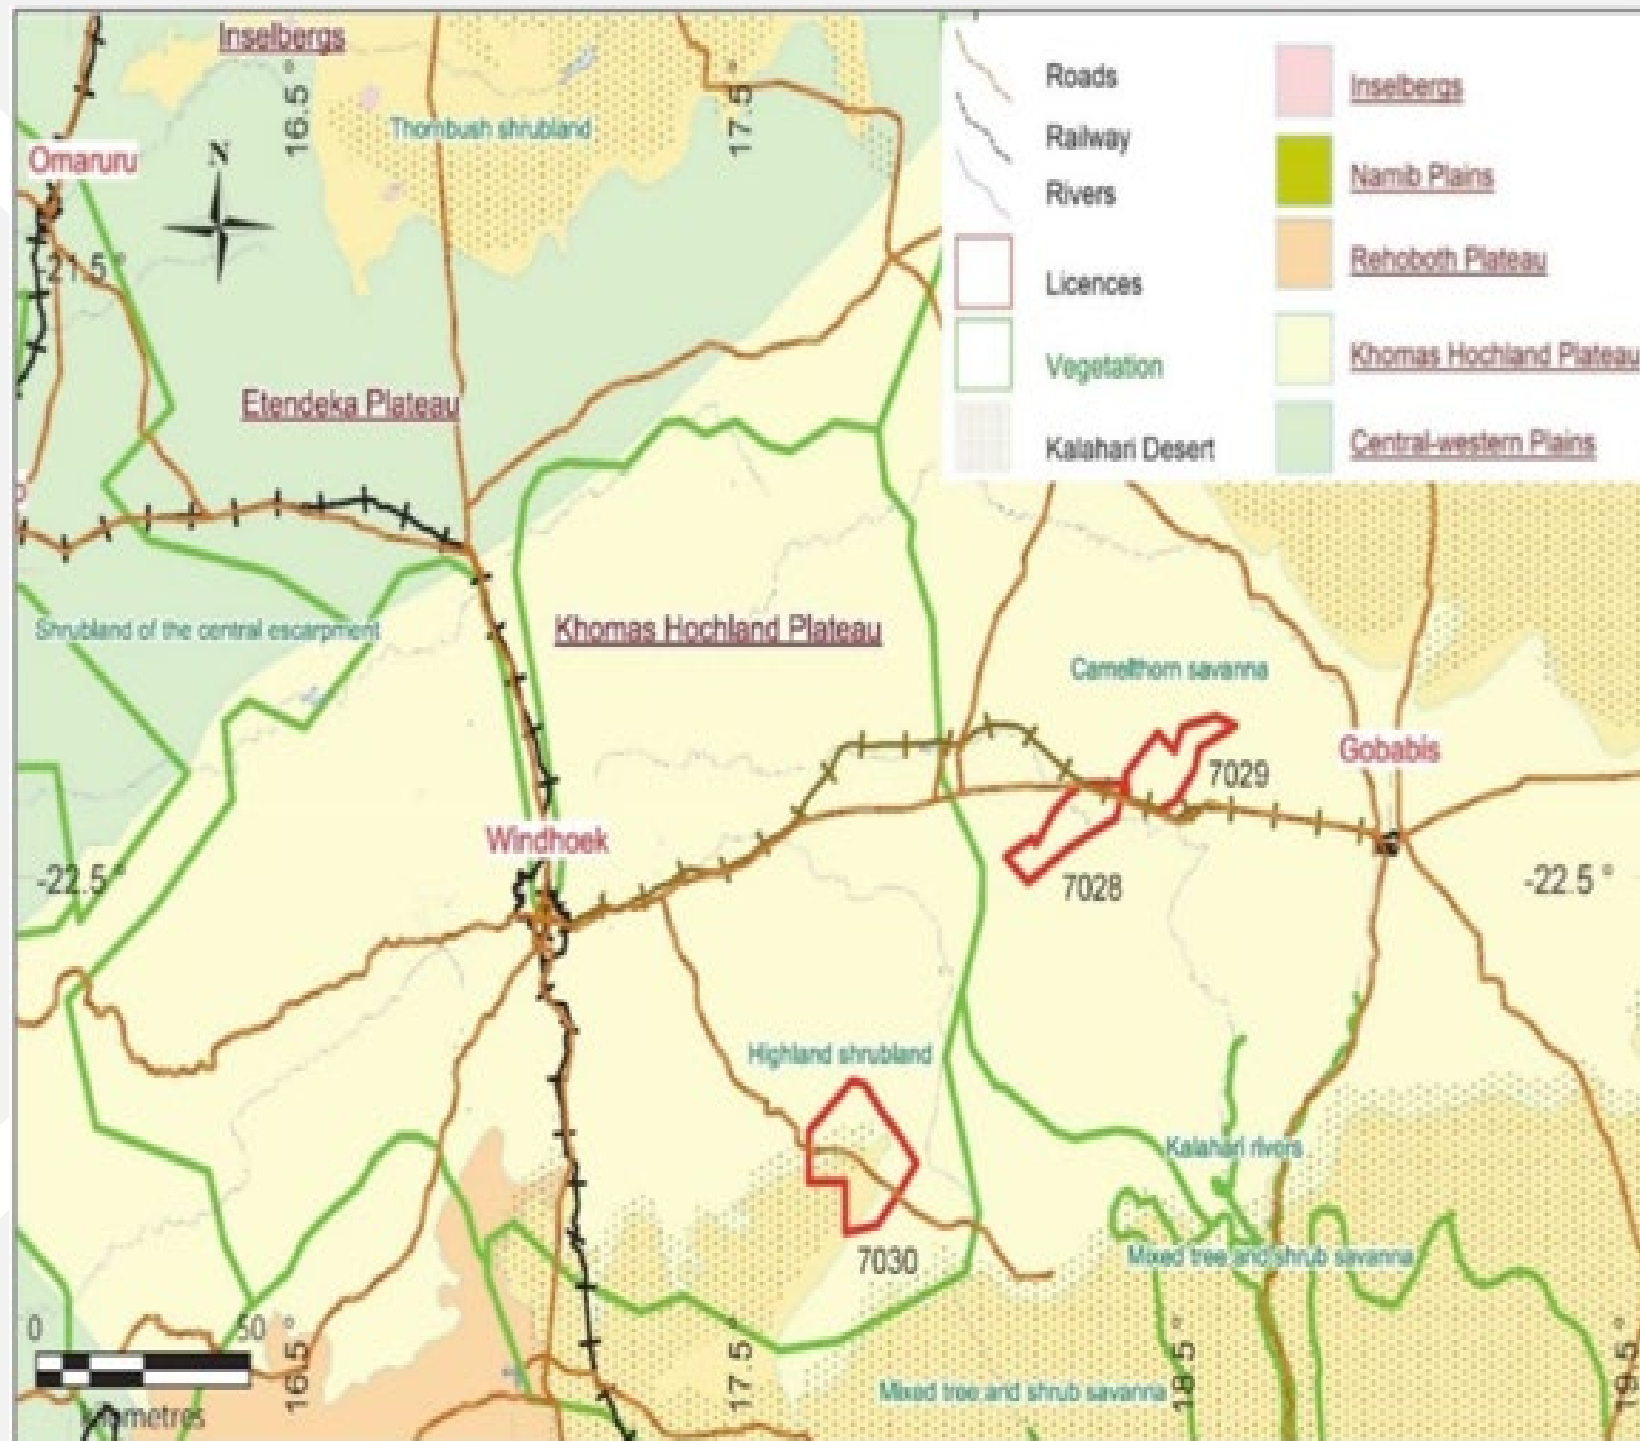 Inselbergs
16.5 °
17.5 °
Thornbush shrubland
Omaruru
N
-21.5 °
Etendeka Plateau
Shrubland of the central escarpment
Khomas Hochland Plateau
Camelthorn savanna
Gobabis
7029
7028
Windhoek
-22.5 °
-22.5 °
Highland shrubland
7030
Kalahari rivers
Mixed tree and shrub savanna
Mixed tree and shrub savanna
0
50
kilometres
16.5 °
17.5 °
18.5 °
19.5 °
Roads
Railway
Rivers
Licences
Vegetation
Kalahari Desert
Inselbergs
Namib Plains
Rehoboth Plateau
Khomas Hochland Plateau
Central-western Plains